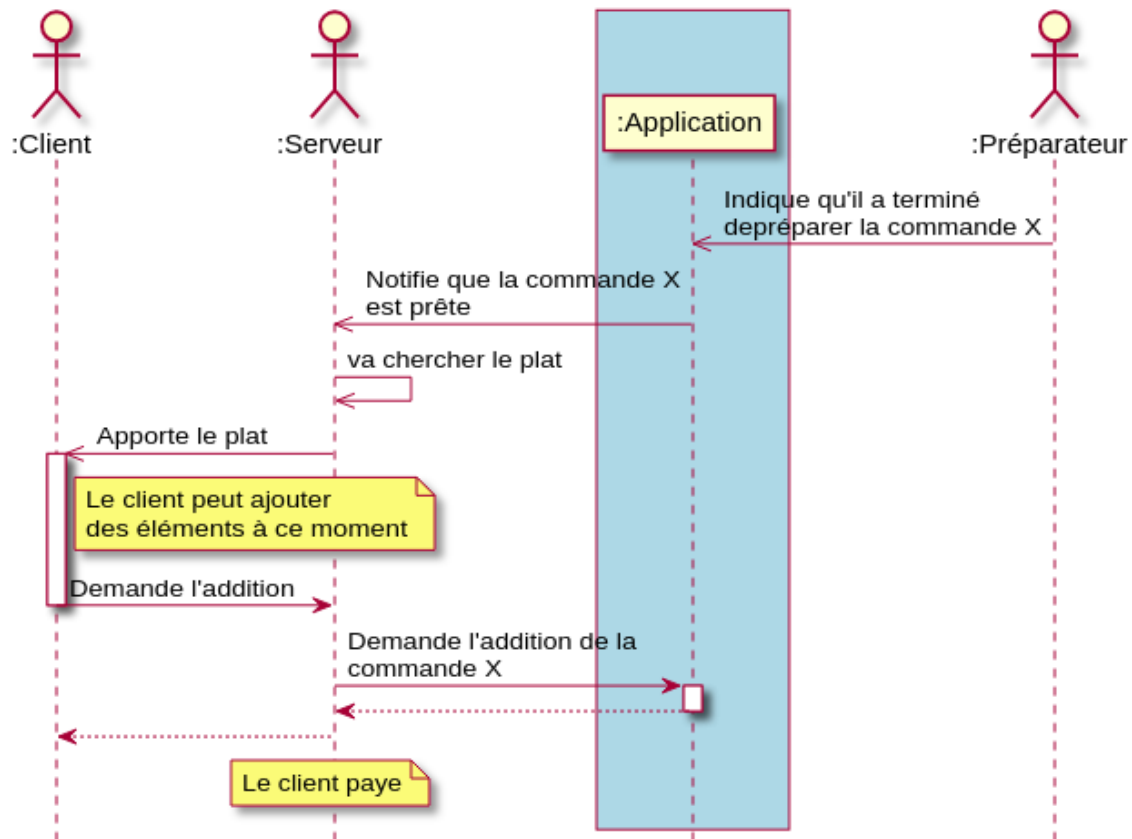 :Client
:Serveur
:Application
:Préparateur
Indique qu'il a terminé
depréparer la commande X
Notifie que la commande X
est prête
va chercher le plat
Apporte le plat
Le client peut ajouter
des éléments à ce moment
Demande l'addition
Demande l'addition de la
commande X
Le client paye